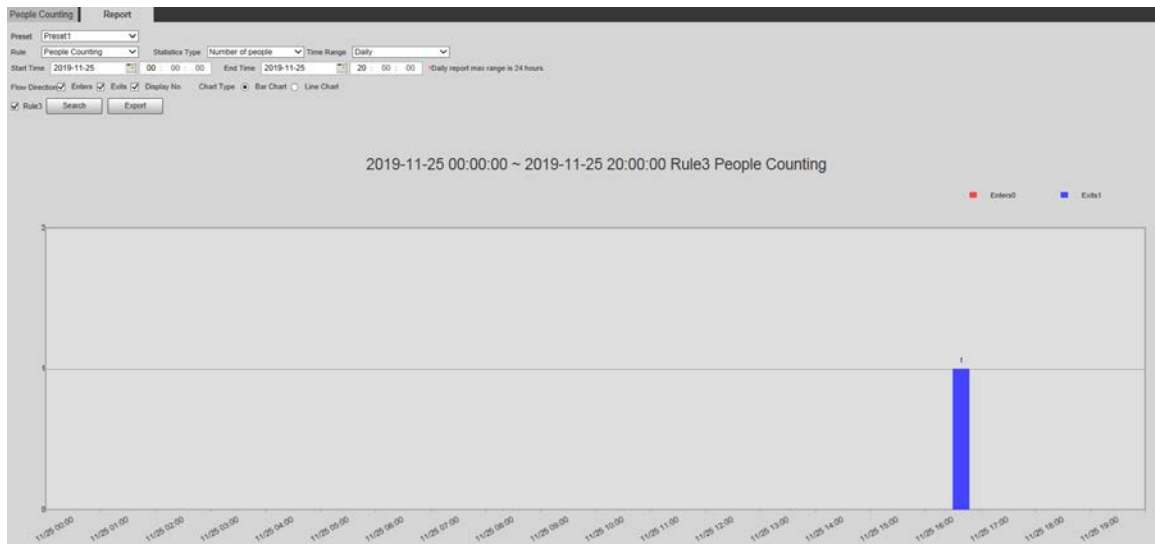 People Counting Report
Preset Preset1
Rule People Counting Statistics Type Number of people Time Range Daily
Start Time 2019-11-25 00 : 00 : 00 End Time 2019-11-25 20 : 00 : 00 *Daily report max range is 24 hours
Flow Direction Enters Exits Display No. Chart Type Bar Chart Line Chart
Rule3 Search Export
2019-11-25 00:00:00 ~ 2019-11-25 20:00:00 Rule3 People Counting
Enters0 Exits1
2
1
1
0
11/25 00:00 11/25 01:00 11/25 02:00 11/25 03:00 11/25 04:00 11/25 05:00 11/25 06:00 11/25 07:00 11/25 08:00 11/25 09:00 11/25 10:00 11/25 11:00 11/25 12:00 11/25 13:00 11/25 14:00 11/25 15:00 11/25 16:00 11/25 17:00 11/25 18:00 11/25 19:00